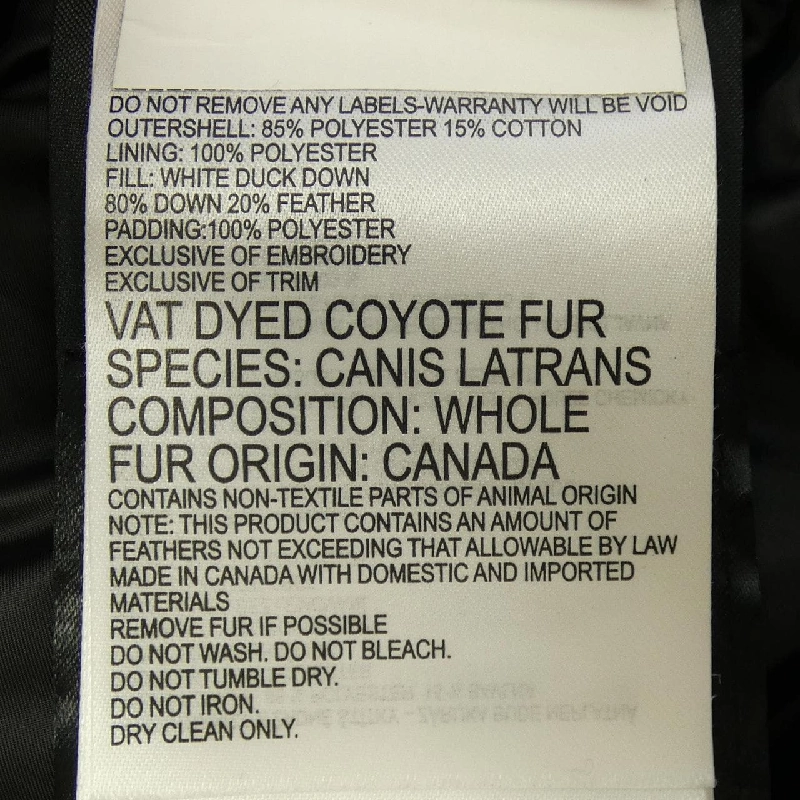 DO NOT REMOVE ANY LABELS-WARRANTY WILL BE VOID
OUTERSHELL: 85% POLYESTER 15% COTTON
LINING: 100% POLYESTER
FILL: WHITE DUCK DOWN
80% DOWN 20% FEATHER
PADDING:100% POLYESTER
EXCLUSIVE OF EMBROIDERY
EXCLUSIVE OF TRIM
VAT DYED COYOTE FUR
SPECIES: CANIS LATRANS
COMPOSITION: WHOLE
FUR ORIGIN: CANADA
CONTAINS NON-TEXTILE PARTS OF ANIMAL ORIGIN
NOTE: THIS PRODUCT CONTAINS AN AMOUNT OF
FEATHERS NOT EXCEEDING THAT ALLOWABLE BY LAW
MADE IN CANADA WITH DOMESTIC AND IMPORTED
MATERIALS
REMOVE FUR IF POSSIBLE
DO NOT WASH. DO NOT BLEACH.
DO NOT TUMBLE DRY.
DO NOT IRON.
DRY CLEAN ONLY.